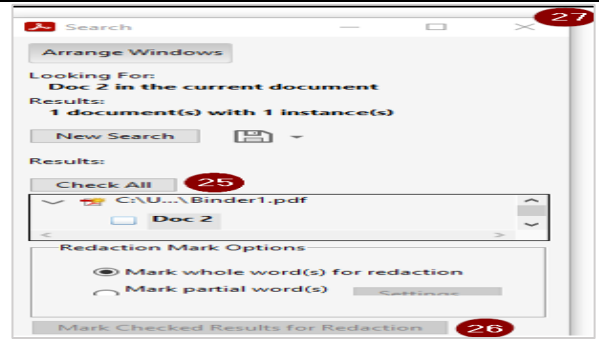 27
Search
Arrange Windows
Looking For:
Doc 2 in the current document
Results:
1 document(s) with 1 instance(s)
New Search
Results:
Check All 25
C:\U...\Binder1.pdf
Doc 2
Redaction Mark Options
Mark whole word(s) for redaction
Mark partial word(s) Settings
Mark Checked Results for Redaction 26